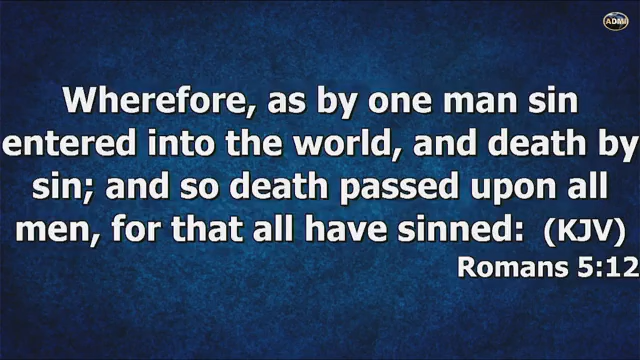 ADMI
Wherefore, as by one man sin
entered into the world, and death by
sin; and so death passed upon all
men, for that all have sinned: (KJV)
Romans 5:12